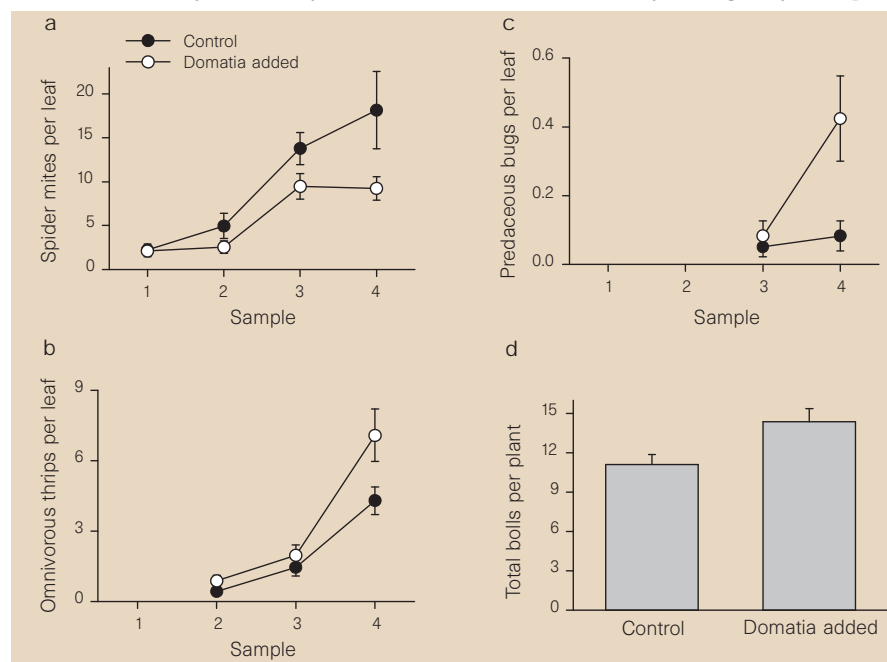 a
Control
Domatia added
Spider mites per leaf
20
15
10
5
0
1 2 3 4
Sample
b
Omnivorous thrips per leaf
9
6
3
0
1 2 3 4
Sample
c
Predaceous bugs per leaf
0.6
0.4
0.2
0.0
1 2 3 4
Sample
d
Total bolls per plant
15
12
9
6
3
0
Control Domatia added